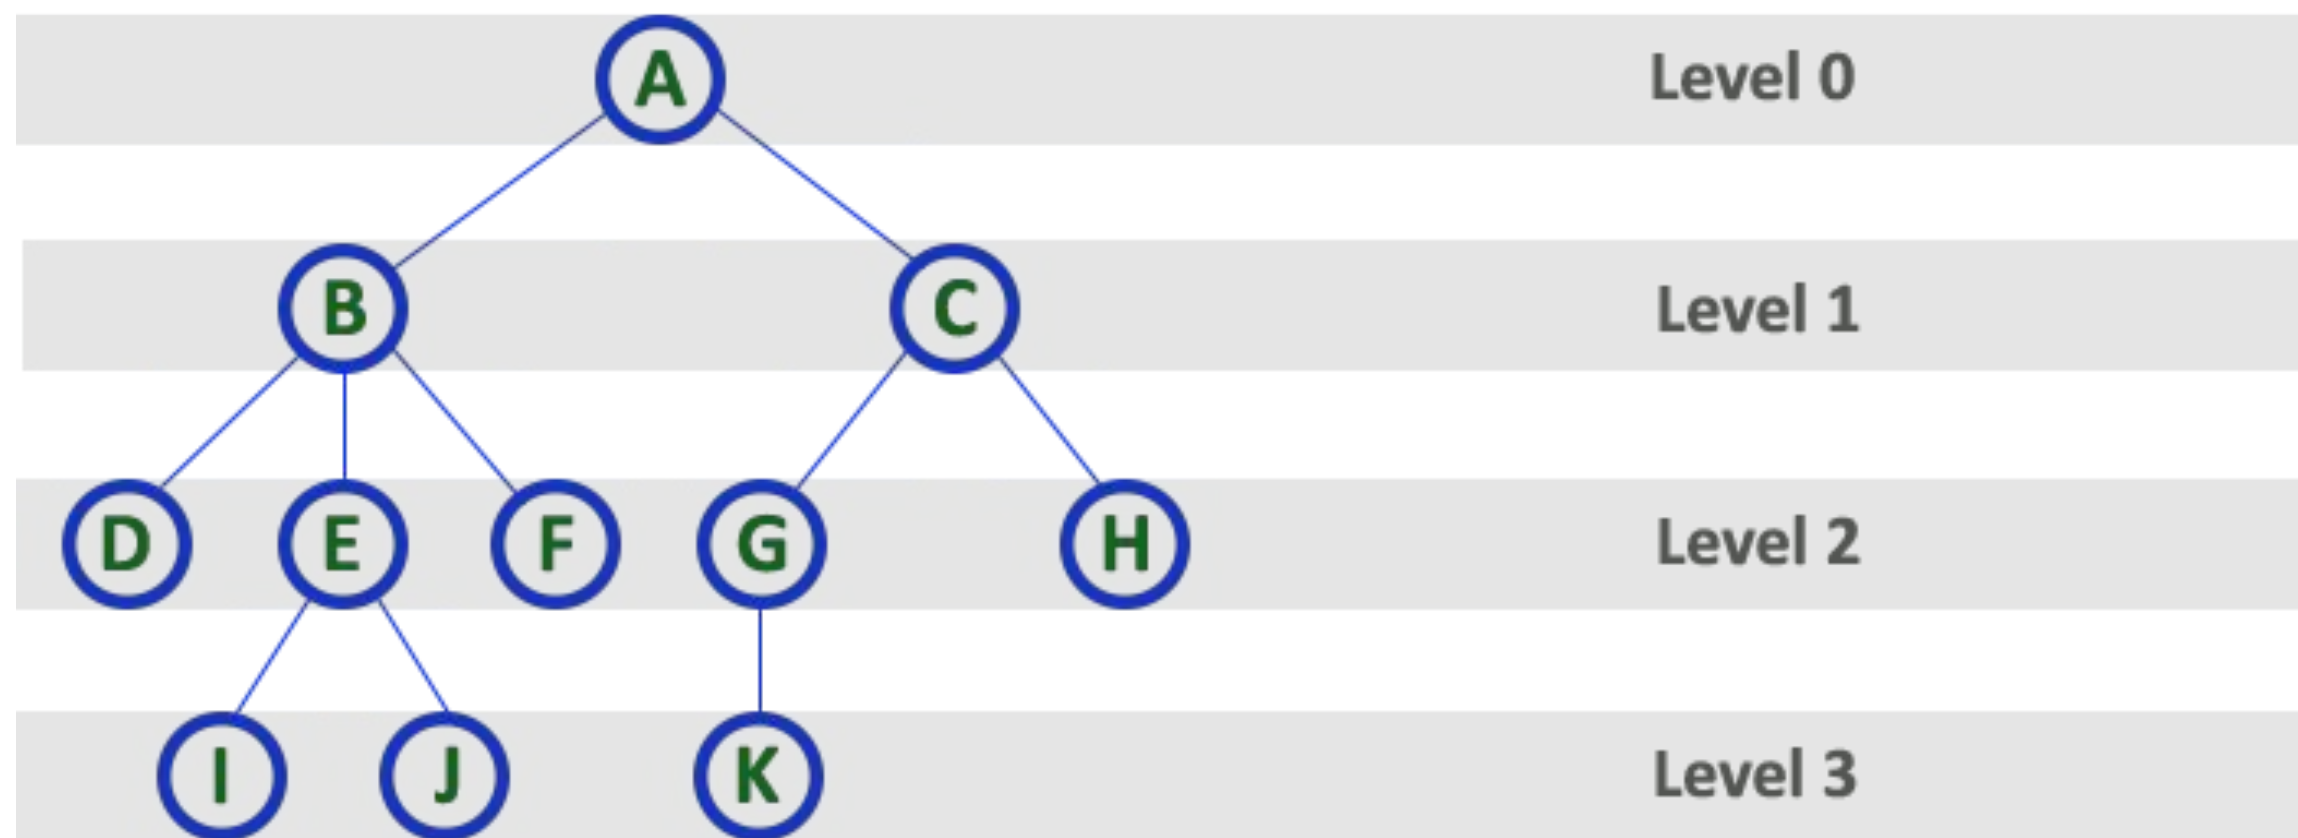 A Level 0
B C Level 1
D E F G H Level 2
I J K Level 3